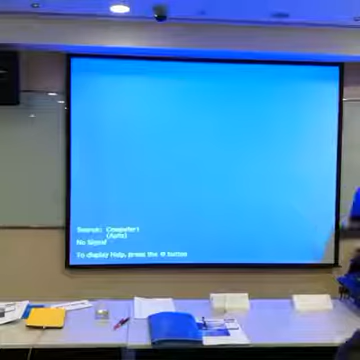 Source: Computer1
(Auto)
No Signal
To display Help, press the ? button